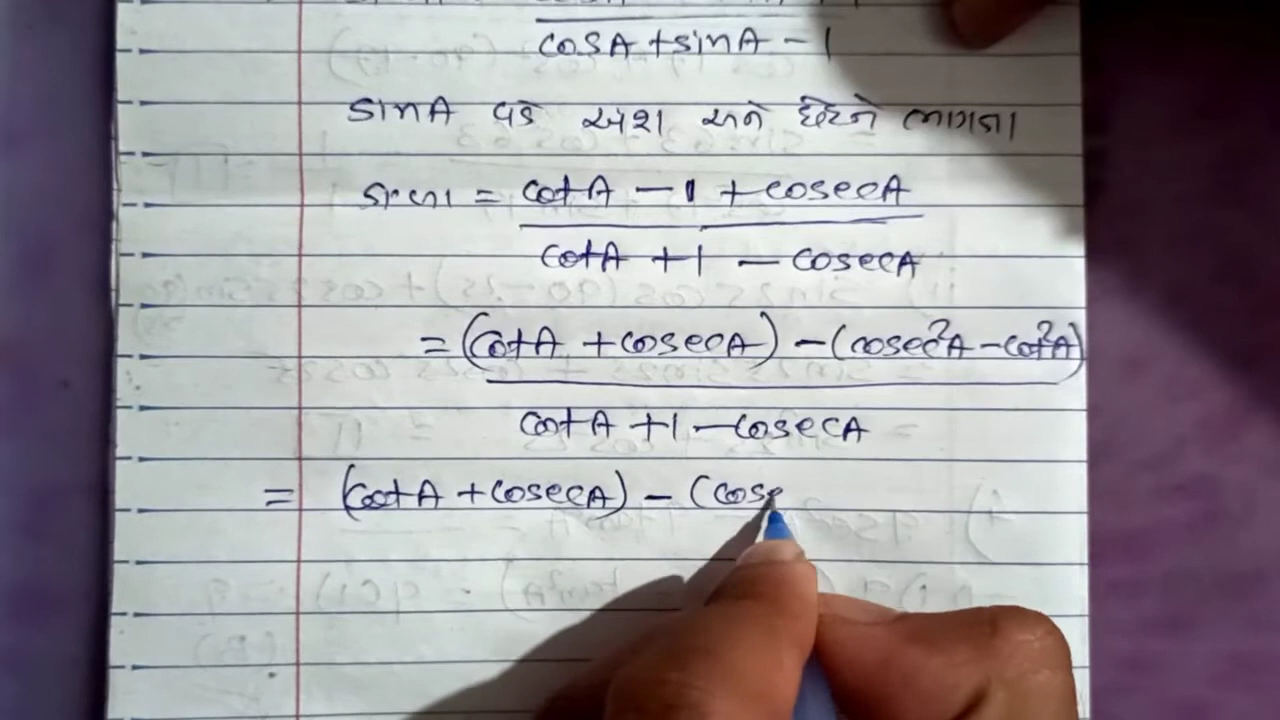 cosA + sinA - 1
sinA વડે અંશ અને છેદને ભાગતા
ડાબા = cotA - 1 + cosecA
cotA + 1 - cosecA
= (cotA + cosecA) - (cosec²A - cot²A)
cotA + 1 - cosecA
= (cotA + cosecA) - (cose